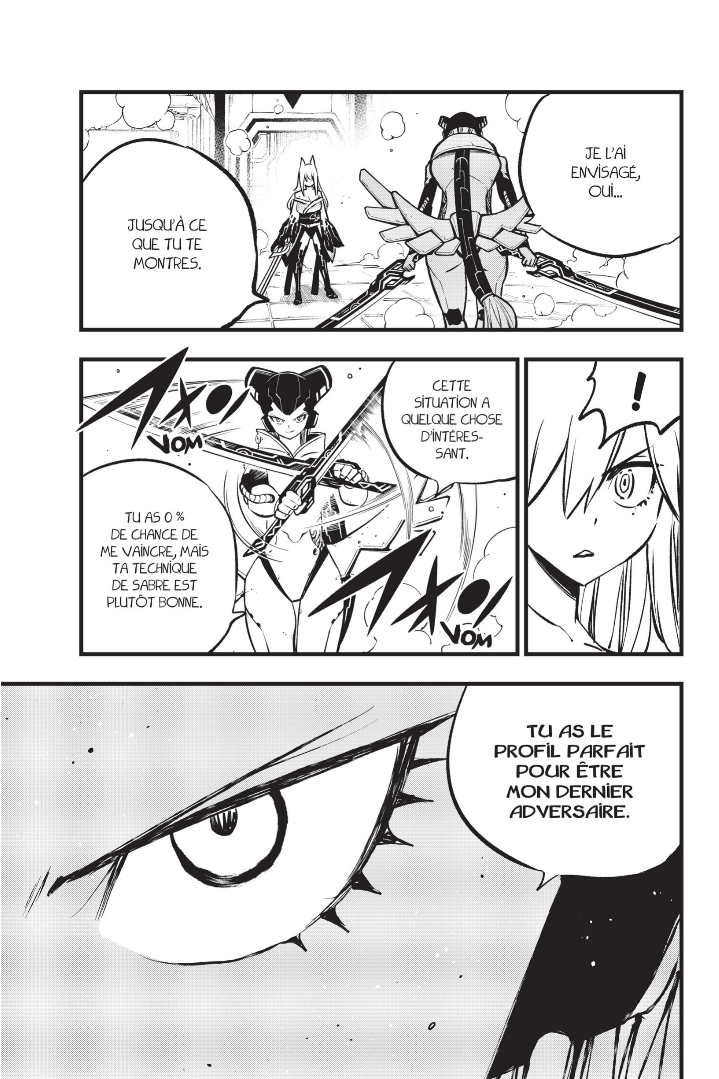 JE L'AI
ENVISAGÉ,
OUI...
JUSQU'À CE
QUE TU TE
MONTRES.
!
CETTE
SITUATION A
QUELQUE CHOSE
D'INTÉRES-
SANT.
VOM
TU AS 0 %
DE CHANCE DE
ME VAINCRE, MAIS
TA TECHNIQUE
DE SABRE EST
PLUTÔT BONNE.
VOM
TU AS LE
PROFIL PARFAIT
POUR ÊTRE
MON DERNIER
ADVERSAIRE.